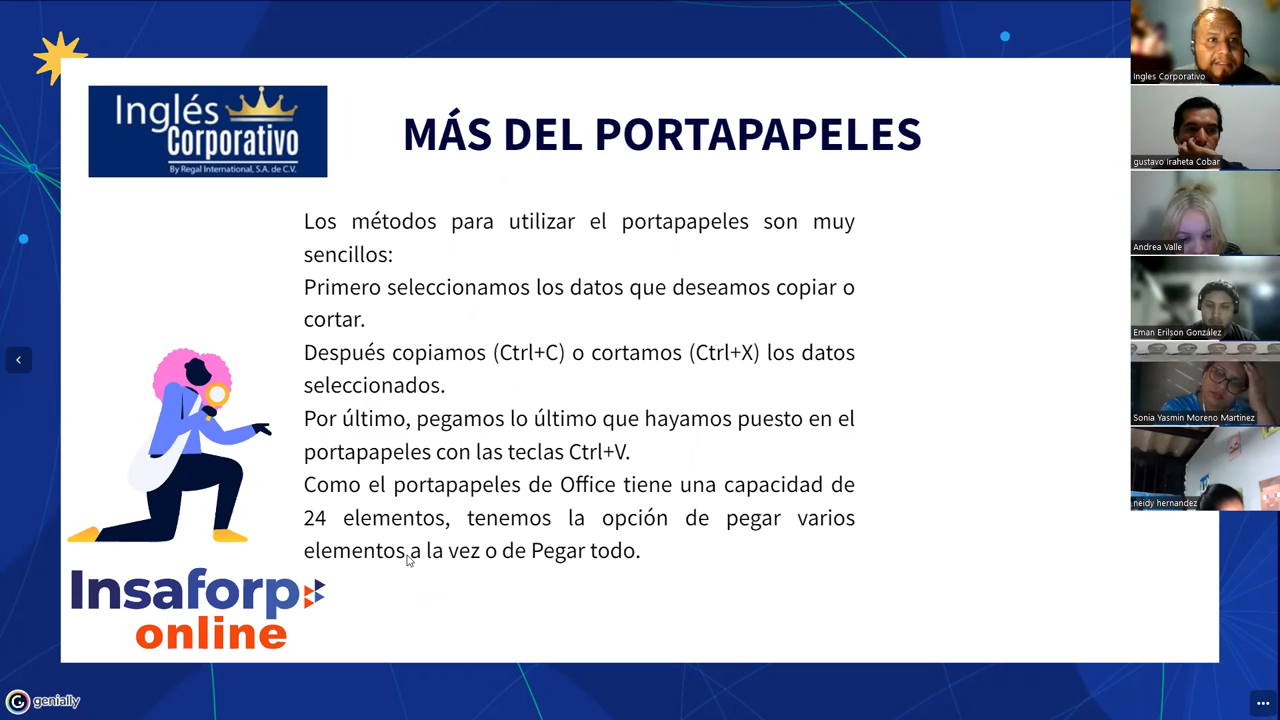 Inglés
Corporativo
By Regal International, S.A. de C.V.
MÁS DEL PORTAPAPELES
Los métodos para utilizar el portapapeles son muy
sencillos:
Primero seleccionamos los datos que deseamos copiar o
cortar.
Después copiamos (Ctrl+C) o cortamos (Ctrl+X) los datos
seleccionados.
Por último, pegamos lo último que hayamos puesto en el
portapapeles con las teclas Ctrl+V.
Como el portapapeles de Office tiene una capacidad de
24 elementos, tenemos la opción de pegar varios
elementos a la vez o de Pegar todo.
Insaforp
online
genially
Ingles Corporativo
gustavo Iraheta Cobar
Andrea Valle
Eman Erilson González
Sonia Yasmin Moreno Martinez
neidy hernandez